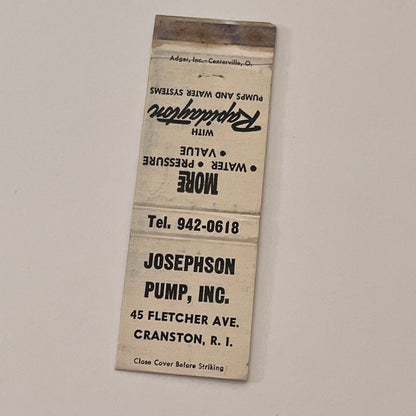 Adgar, Inc. - Centerville, O.
MORE
• WATER • PRESSURE
• VALUE
WITH
Rapidayton
PUMPS AND WATER SYSTEMS
Tel. 942-0618
JOSEPHSON
PUMP, INC.
45 FLETCHER AVE.
CRANSTON, R. I.
Close Cover Before Striking